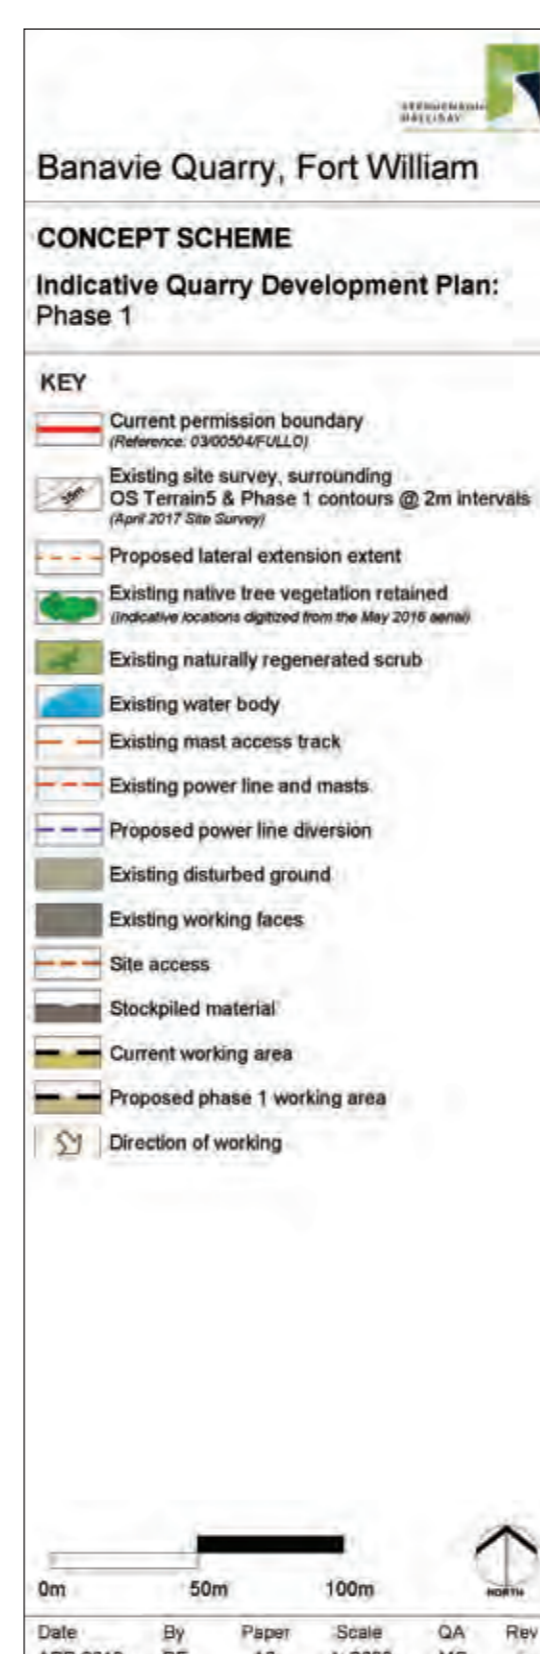 Banavie Quarry, Fort William
CONCEPT SCHEME
Indicative Quarry Development Plan:
Phase 1
KEY
Current permission boundary
(Reference: 03/00504/FULLO)
Existing site survey, surrounding
OS Terrain5 & Phase 1 contours @ 2m intervals
(April 2017 Site Survey)
Proposed lateral extension extent
Existing native tree vegetation retained
(Indicative locations digitized from the May 2016 aerial)
Existing naturally regenerated scrub
Existing water body
Existing mast access track
Existing power line and masts
Proposed power line diversion
Existing disturbed ground
Existing working faces
Site access
Stockpiled material
Current working area
Proposed phase 1 working area
Direction of working
0m 50m 100m
NORTH
Date By Paper Scale QA Rev